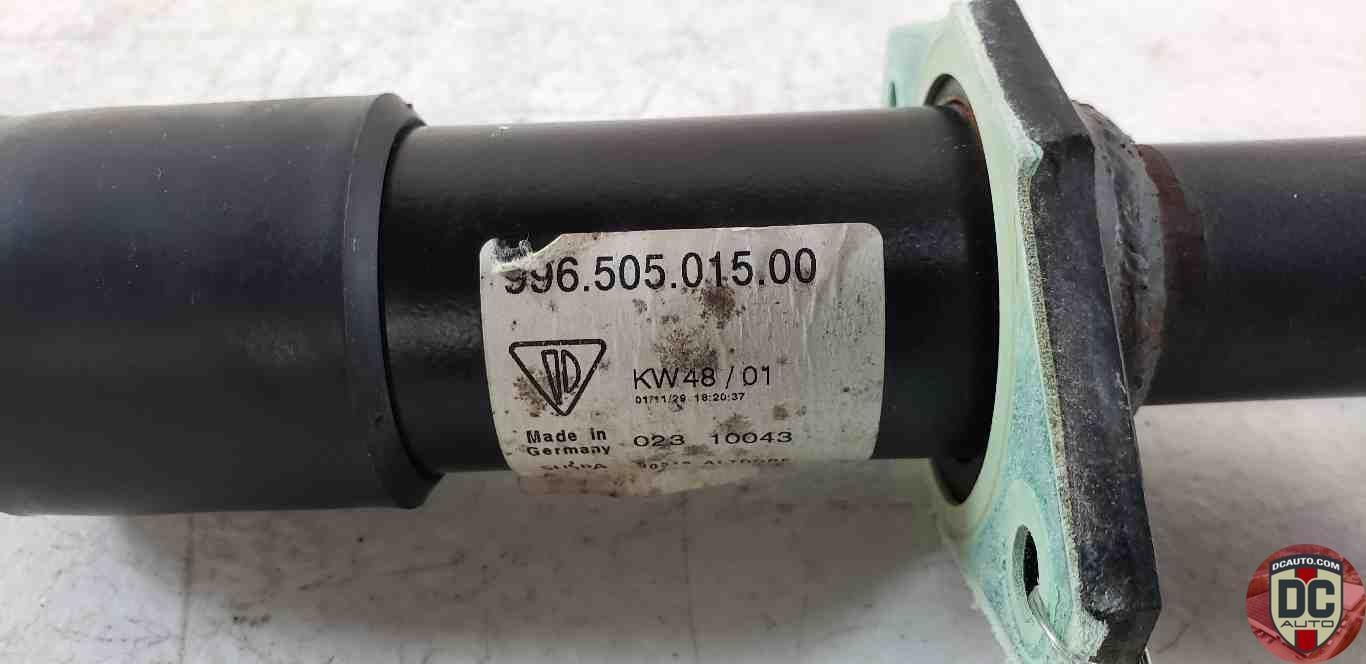 996.505.015.00
KW48/01
01/11/29 18:20:37
Made in
Germany
023 10043
DCAUTO.COM
DC
AUTO